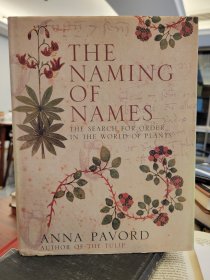 THE
NAMING
OF
NAMES
THE SEARCH FOR ORDER
IN THE WORLD OF PLANTS
ANNA PAVORD
AUTHOR OF THE TULIP